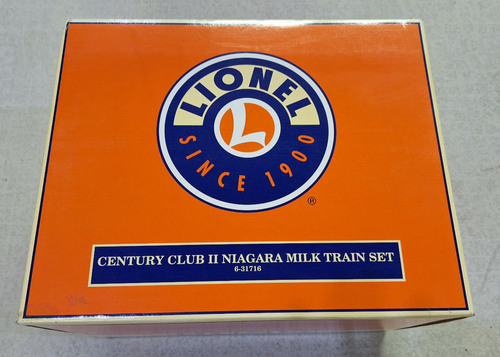 LIONEL
L
SINCE 1900
®
CENTURY CLUB II NIAGARA MILK TRAIN SET
6-31716